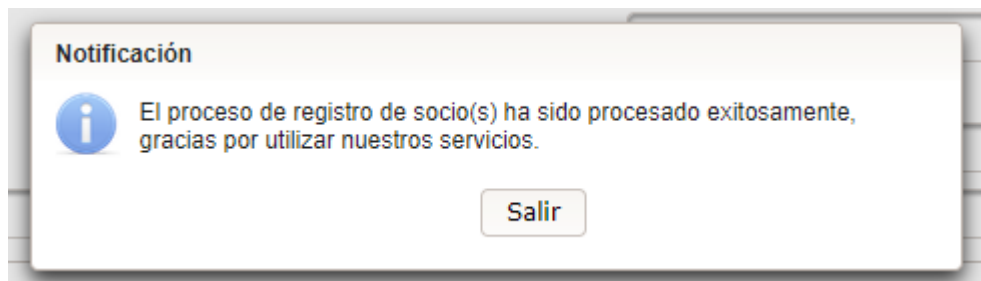 Notificación
El proceso de registro de socio(s) ha sido procesado exitosamente,
gracias por utilizar nuestros servicios.
Salir